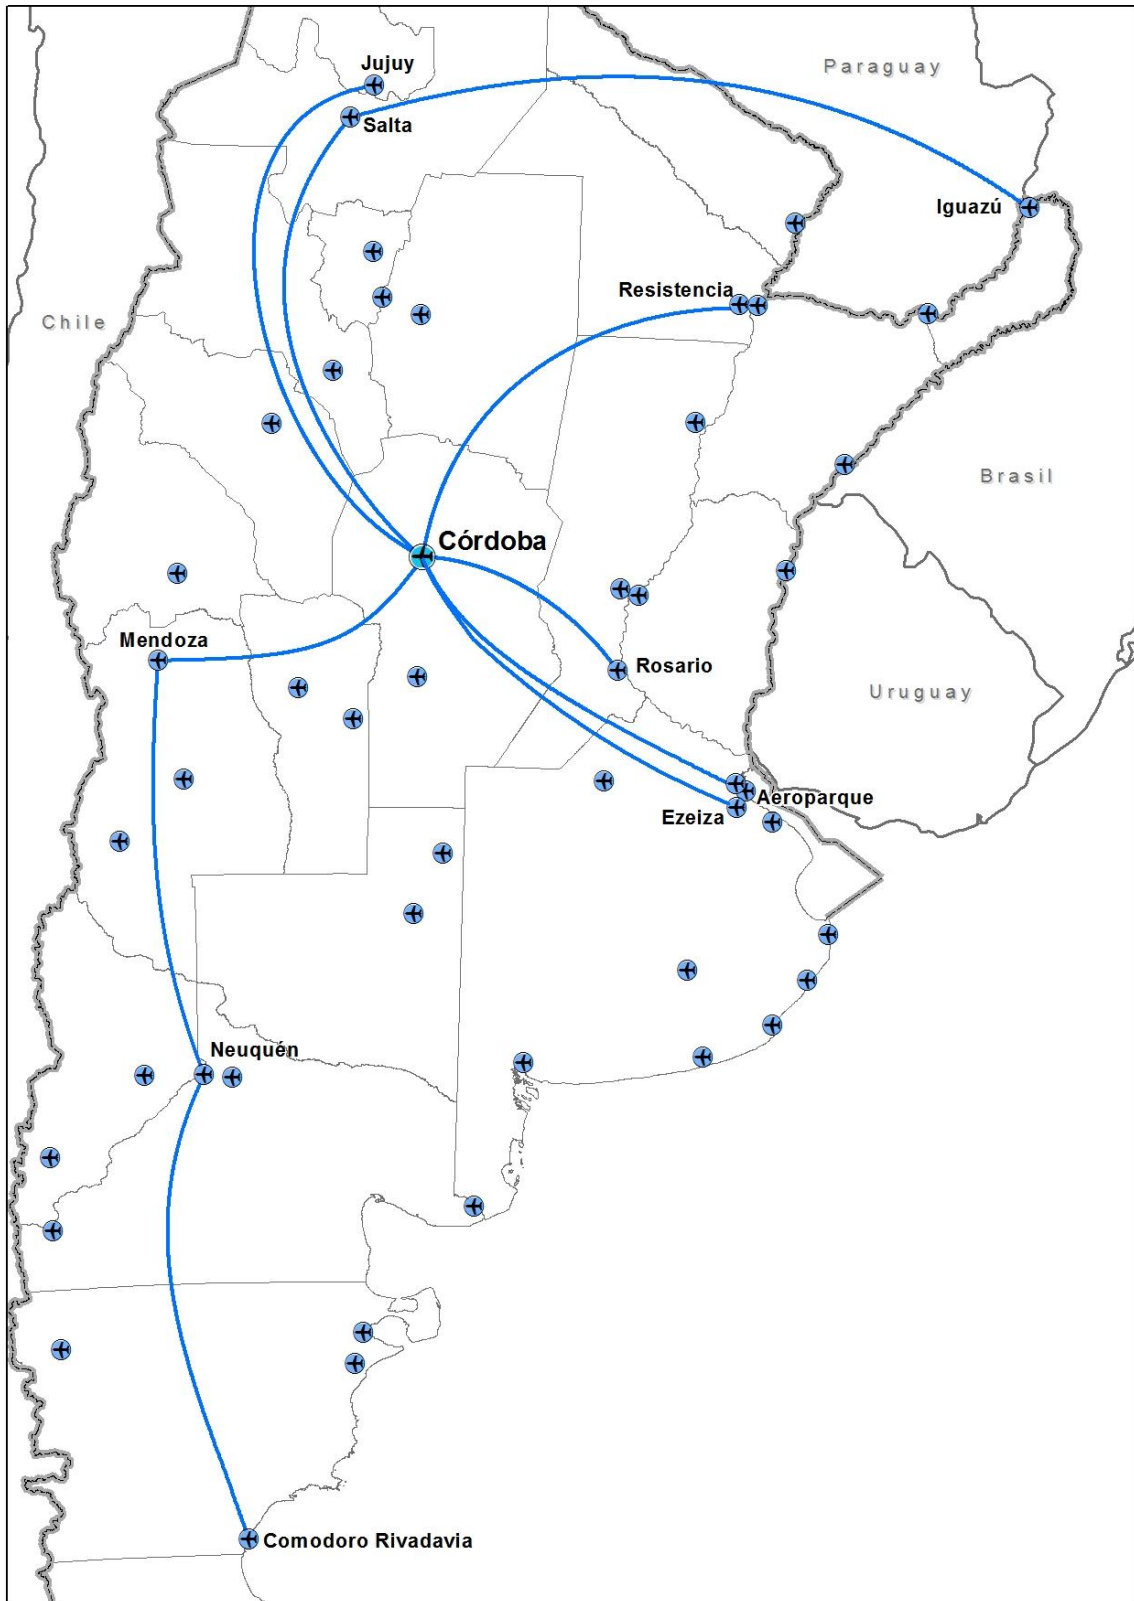 Jujuy
Paraguay
Salta
Iguazú
Resistencia
Chile
Brasil
Córdoba
Mendoza
Rosario
Uruguay
Aeroparque
Ezeiza
Neuquén
Comodoro Rivadavia